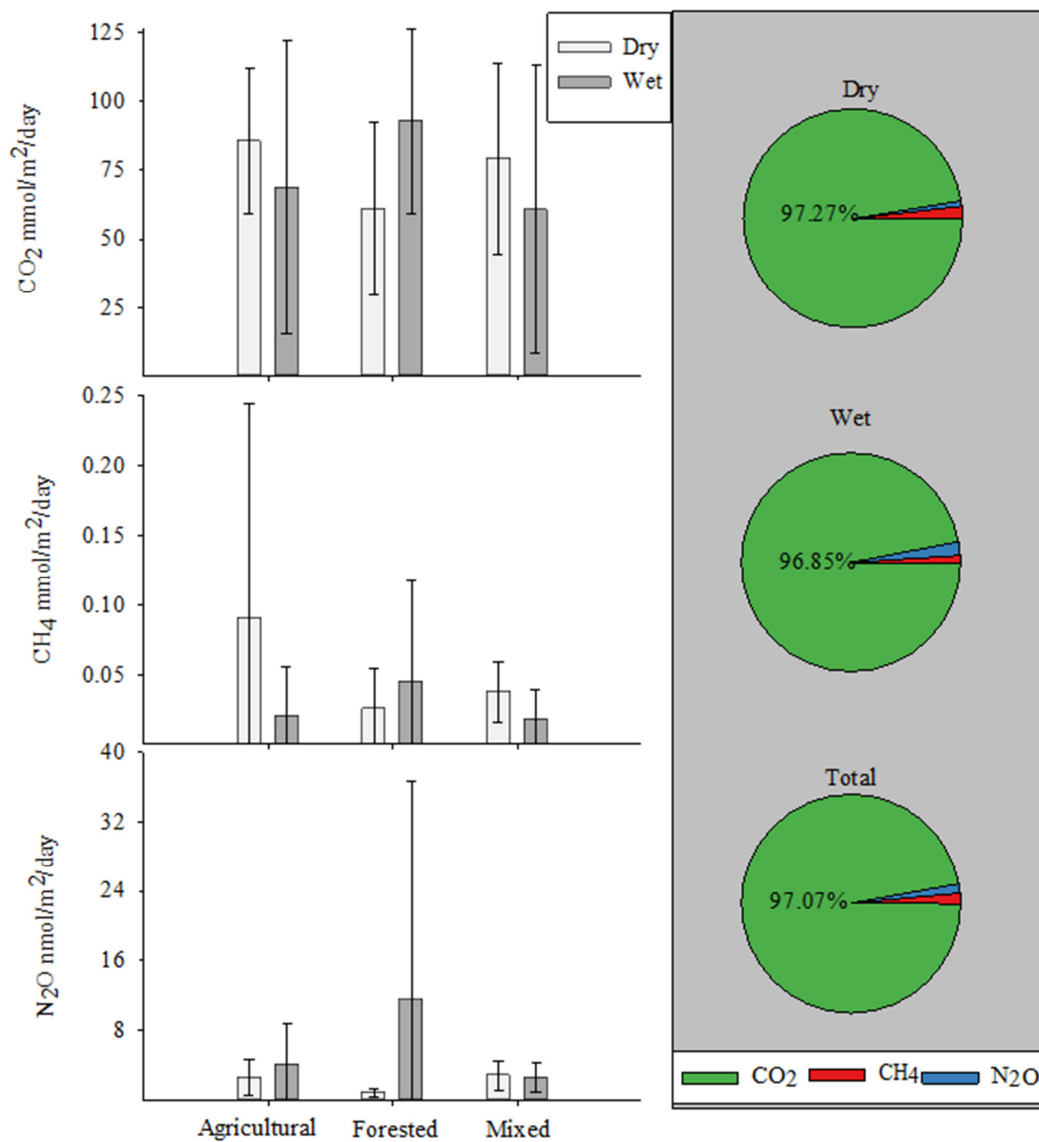 CO2 mmol/m2/day
125
100
75
50
25
Dry
Wet
CH4 mmol/m2/day
0.25
0.20
0.15
0.10
0.05
N2O nmol/m2/day
40
32
24
16
8
Agricultural Forested Mixed
Dry
97.27%
Wet
96.85%
Total
97.07%
CO2 CH4 N2O